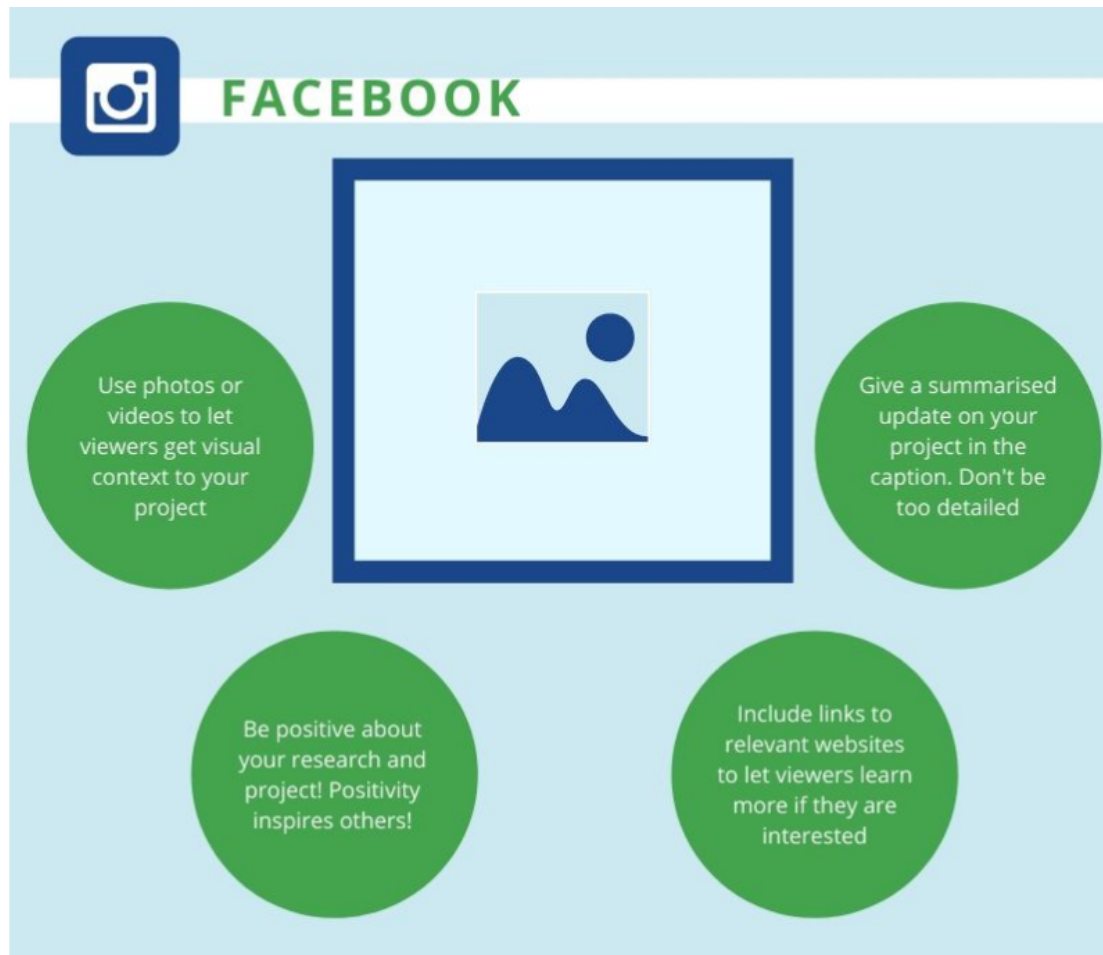 FACEBOOK
Use photos or
videos to let
viewers get visual
context to your
project
Give a summarised
update on your
project in the
caption. Don't be
too detailed
Be positive about
your research and
project! Positivity
inspires others!
Include links to
relevant websites
to let viewers learn
more if they are
interested